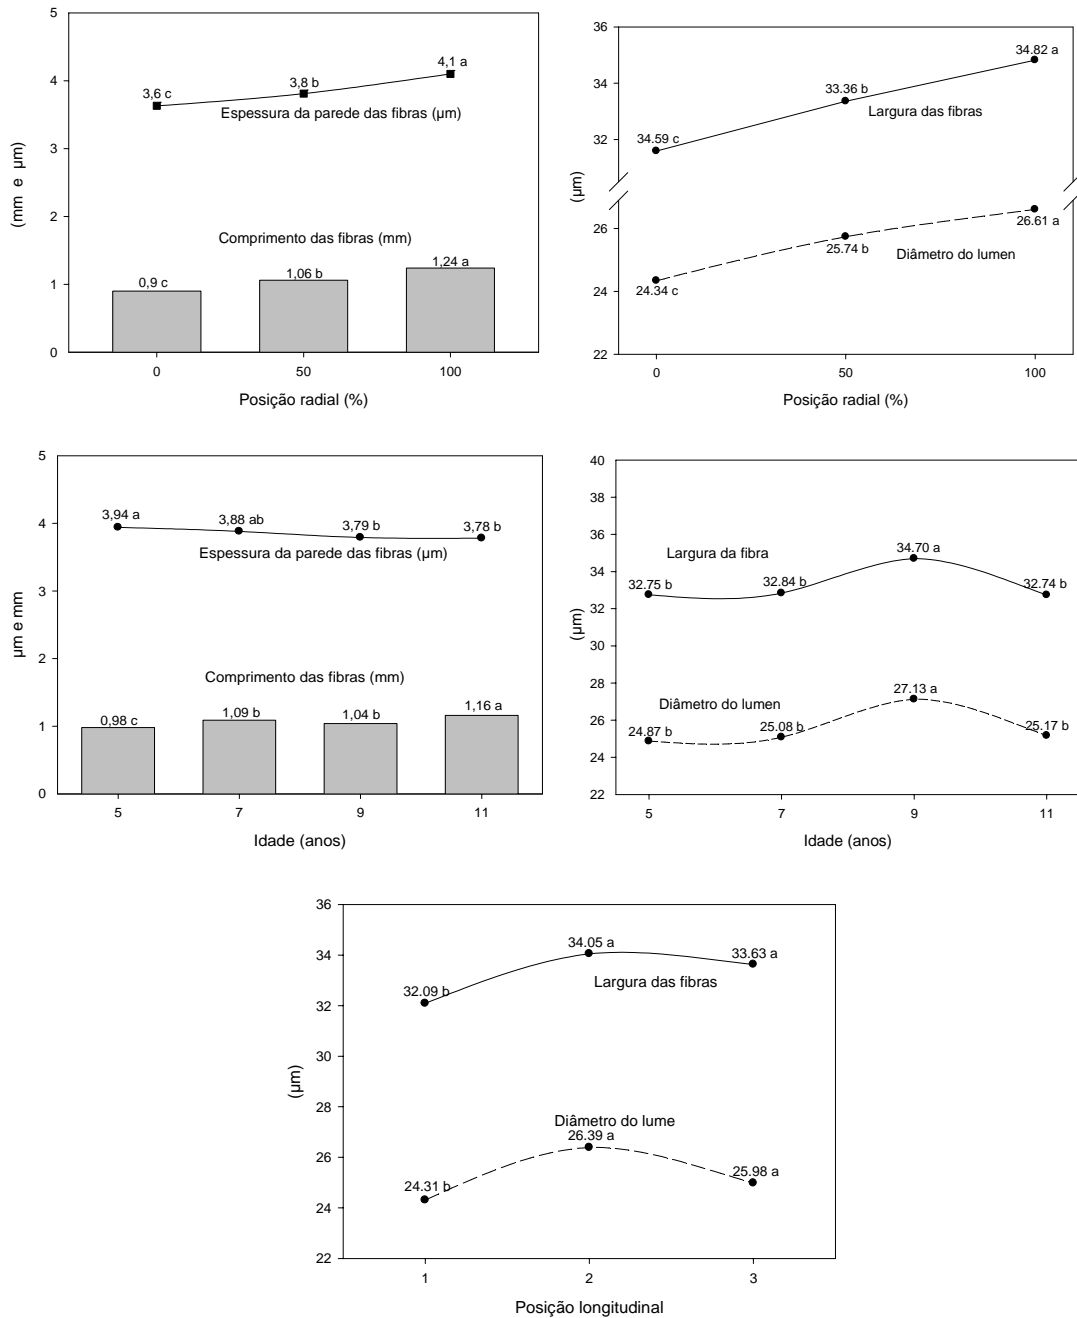 5
4
3
2
1
0
(mm e µm)
3,6 c
3,8 b
4,1 a
Espessura da parede das fibras (µm)
Comprimento das fibras (mm)
0,9 c
1,06 b
1,24 a
0
50
100
Posição radial (%)
36
34
32
26
24
22
(µm)
34.59 c
33.36 b
34.82 a
Largura das fibras
24.34 c
25.74 b
26.61 a
Diâmetro do lumen
0
50
100
Posição radial (%)
5
4
3
2
1
0
µm e mm
3,94 a
3,88 ab
3,79 b
3,78 b
Espessura da parede das fibras (µm)
Comprimento das fibras (mm)
0,98 c
1,09 b
1,04 b
1,16 a
5
7
9
11
Idade (anos)
40
38
36
34
32
30
28
26
24
22
(µm)
Largura da fibra
32.75 b
32.84 b
34.70 a
32.74 b
Diâmetro do lumen
24.87 b
25.08 b
27.13 a
25.17 b
5
7
9
11
Idade (anos)
36
34
32
30
28
26
24
22
(µm)
32.09 b
34.05 a
33.63 a
Largura das fibras
Diâmetro do lume
24.31 b
26.39 a
25.98 a
1
2
3
Posição longitudinal